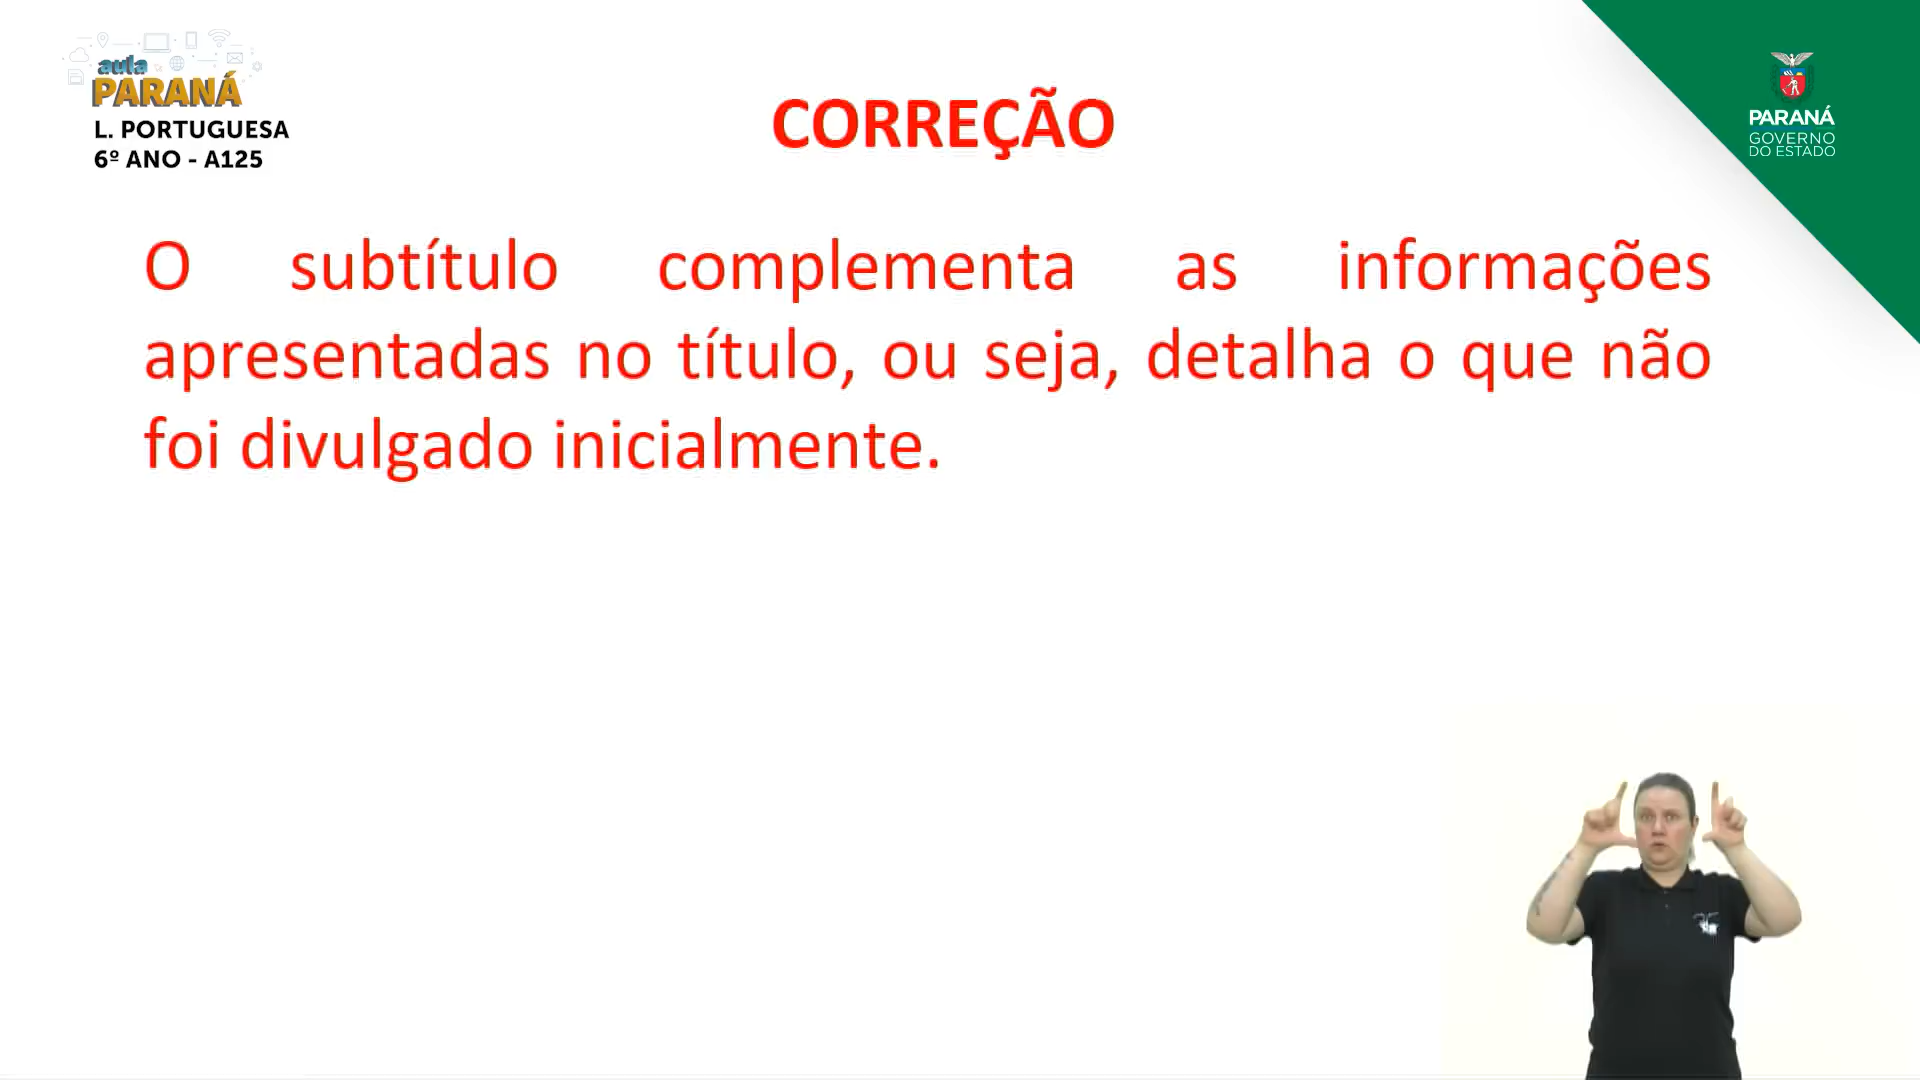 aula
PARANÁ
L. PORTUGUESA
6º ANO - A125
CORREÇÃO
PARANÁ
GOVERNO
DO ESTADO
O subtítulo complementa as informações
apresentadas no título, ou seja, detalha o que não
foi divulgado inicialmente.